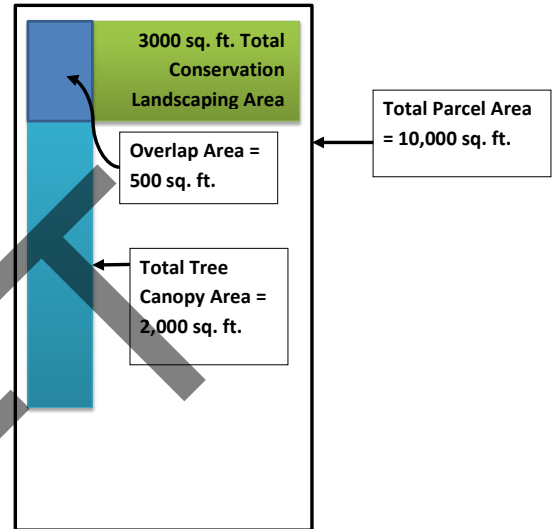 3000 sq. ft. Total
Conservation
Landscaping Area
Total Parcel Area
= 10,000 sq. ft.
Overlap Area =
500 sq. ft.
Total Tree
Canopy Area =
2,000 sq. ft.